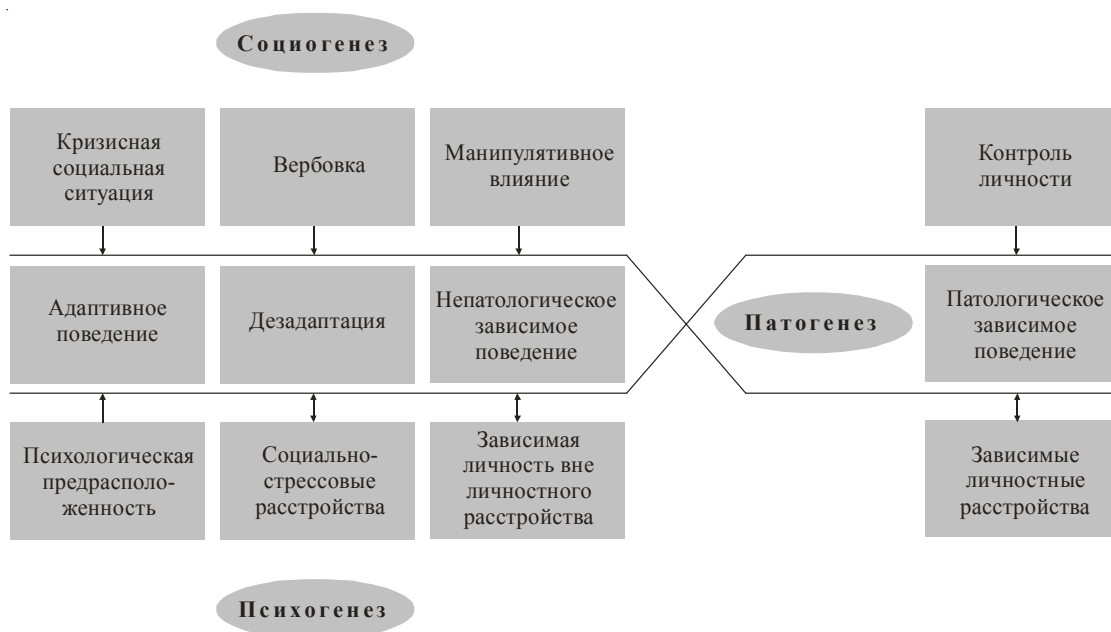 Социогенез
Кризисная
социальная
ситуация
Вербовка
Манипулятивное
влияние
Контроль
личности
Адаптивное
поведение
Дезадаптация
Непатологическое
зависимое
поведение
Патогенез
Патологическое
зависимое
поведение
Психологическая
предрасполо-
женность
Социально-
стрессовые
расстройства
Зависимая
личность вне
личностного
расстройства
Зависимые
личностные
расстройства
Психогенез